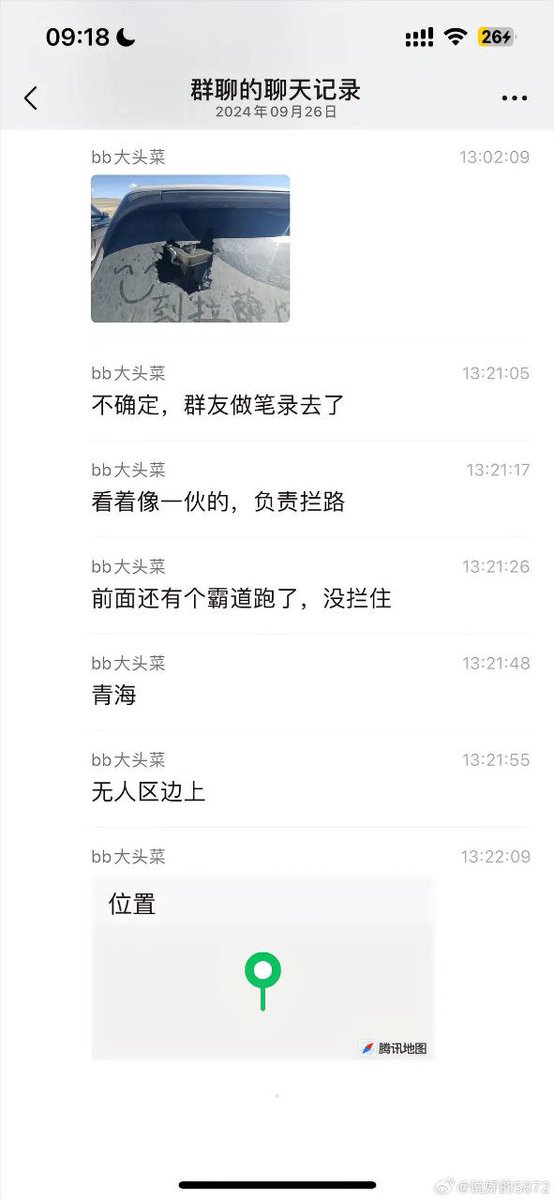 09:18
26
群聊的聊天记录
2024年09月26日
bb大头菜 13:02:09
到拉萨
bb大头菜 13:21:05
不确定，群友做笔录去了
bb大头菜 13:21:17
看着像一伙的，负责拦路
bb大头菜 13:21:26
前面还有个霸道跑了，没拦住
bb大头菜 13:21:48
青海
bb大头菜 13:21:55
无人区边上
bb大头菜 13:22:09
位置
腾讯地图